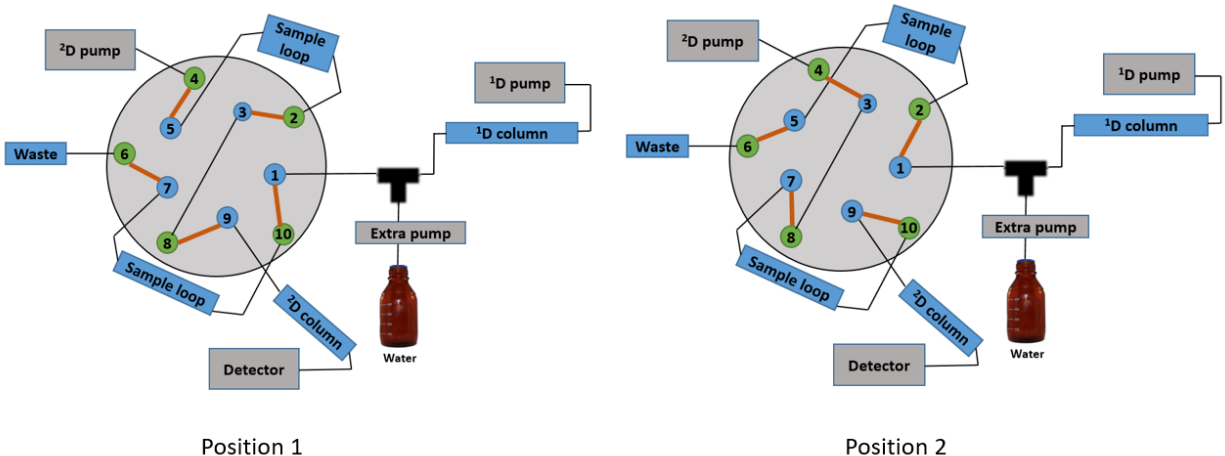 Sample
loop
²D pump
4
3
2
5
¹D pump
¹D column
Waste
6
1
7
9
8
10
Extra pump
Sample loop
²D column
Water
Detector
Position 1
Sample
loop
²D pump
4
3
2
5
¹D pump
¹D column
Waste
6
1
7
9
8
10
Extra pump
Sample loop
²D column
Water
Detector
Position 2